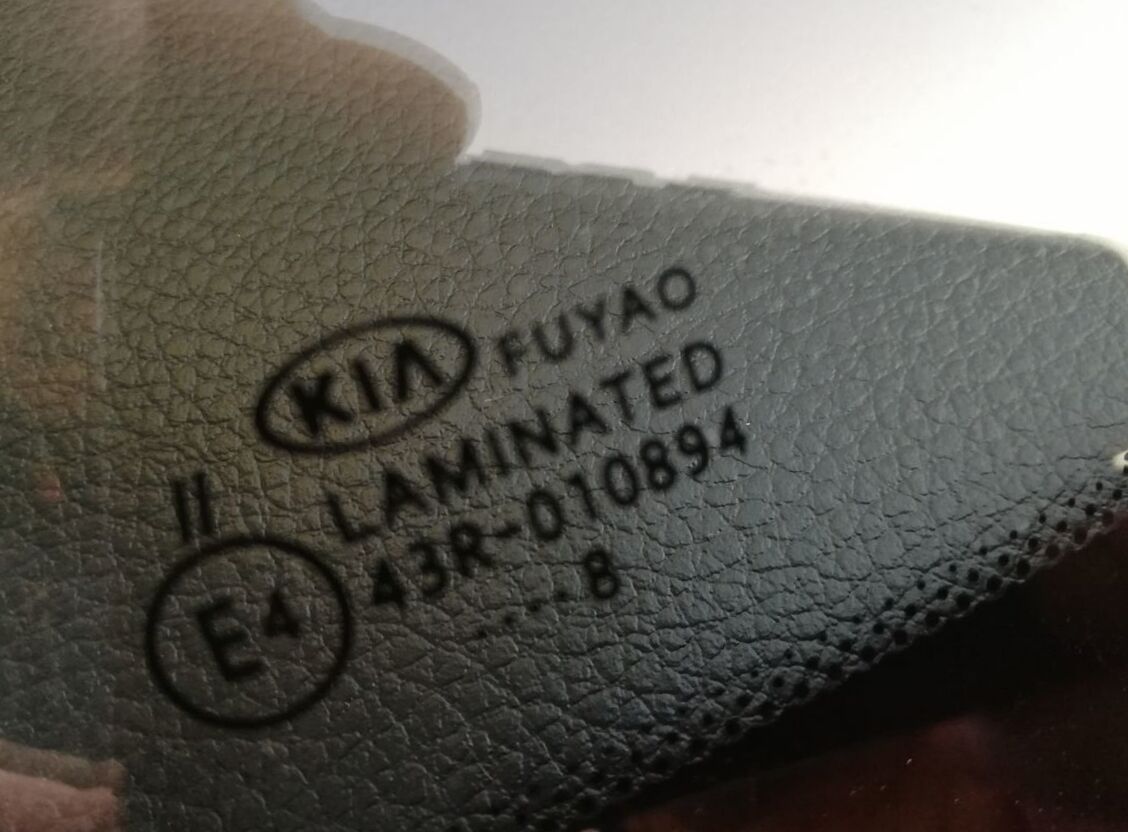 KIA FUYAO
LAMINATED
II
43R-010894
E4
....8